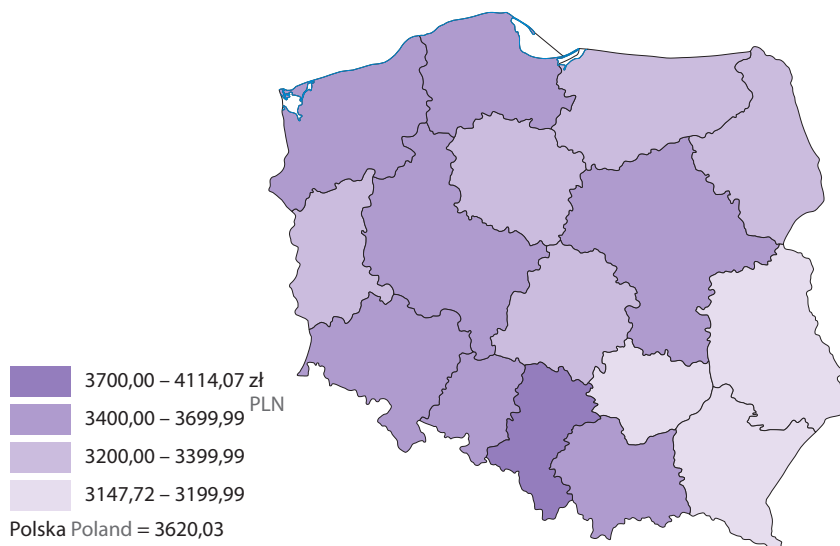 3700,00 – 4114,07 zł
PLN
3400,00 – 3699,99
3200,00 – 3399,99
3147,72 – 3199,99
Polska Poland = 3620,03